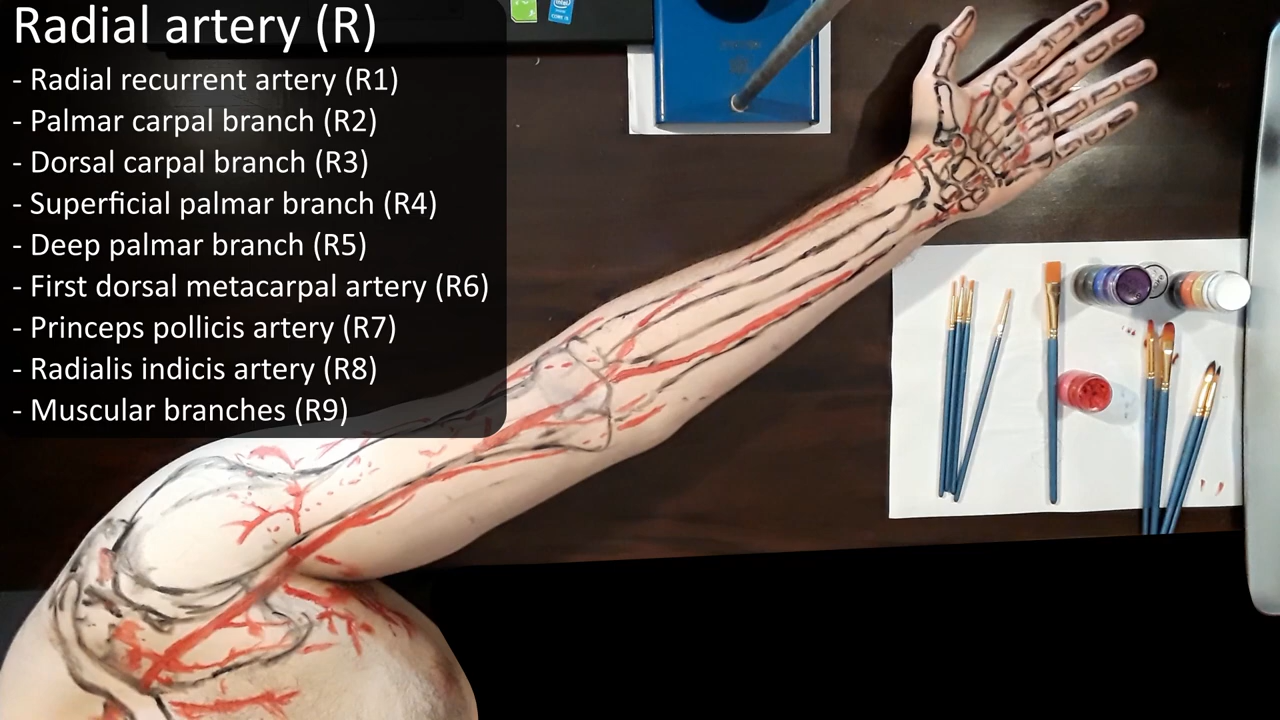 Radial artery (R)
- Radial recurrent artery (R1)
- Palmar carpal branch (R2)
- Dorsal carpal branch (R3)
- Superficial palmar branch (R4)
- Deep palmar branch (R5)
- First dorsal metacarpal artery (R6)
- Princeps pollicis artery (R7)
- Radialis indicis artery (R8)
- Muscular branches (R9)